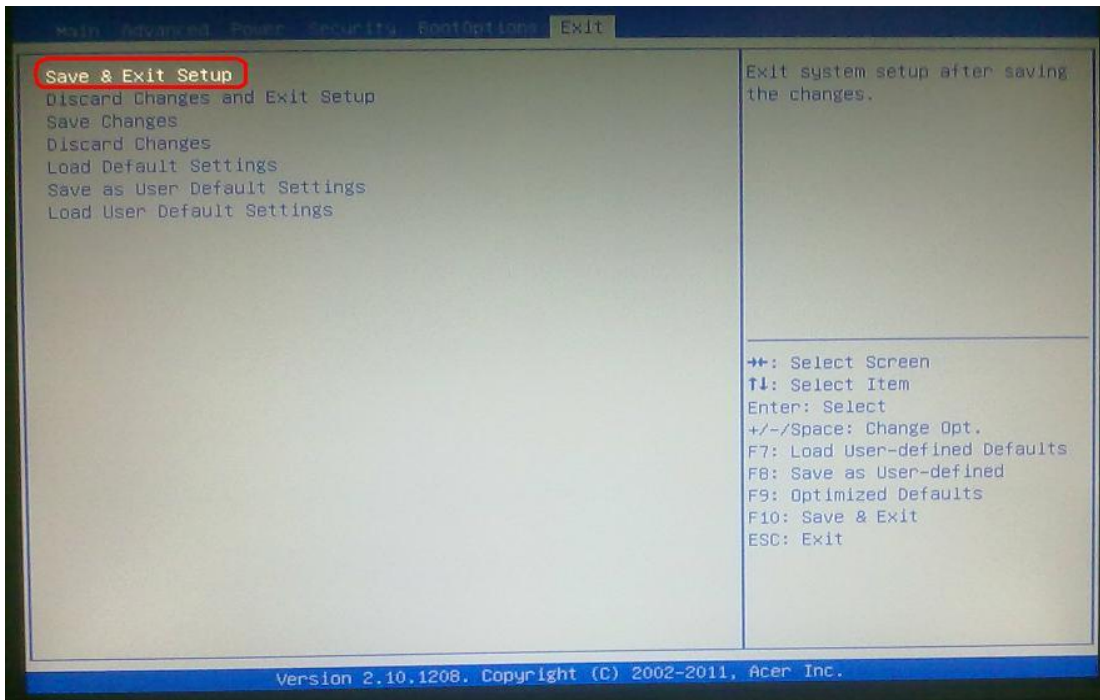 Main Advanced Power Security BootOptions Exit
Save & Exit Setup
Discard Changes and Exit Setup
Save Changes
Discard Changes
Load Default Settings
Save as User Default Settings
Load User Default Settings
Exit system setup after saving
the changes.
→←: Select Screen
↑↓: Select Item
Enter: Select
+/-/Space: Change Opt.
F7: Load User-defined Defaults
F8: Save as User-defined
F9: Optimized Defaults
F10: Save & Exit
ESC: Exit
Version 2.10.1208. Copyright (C) 2002-2011, Acer Inc.